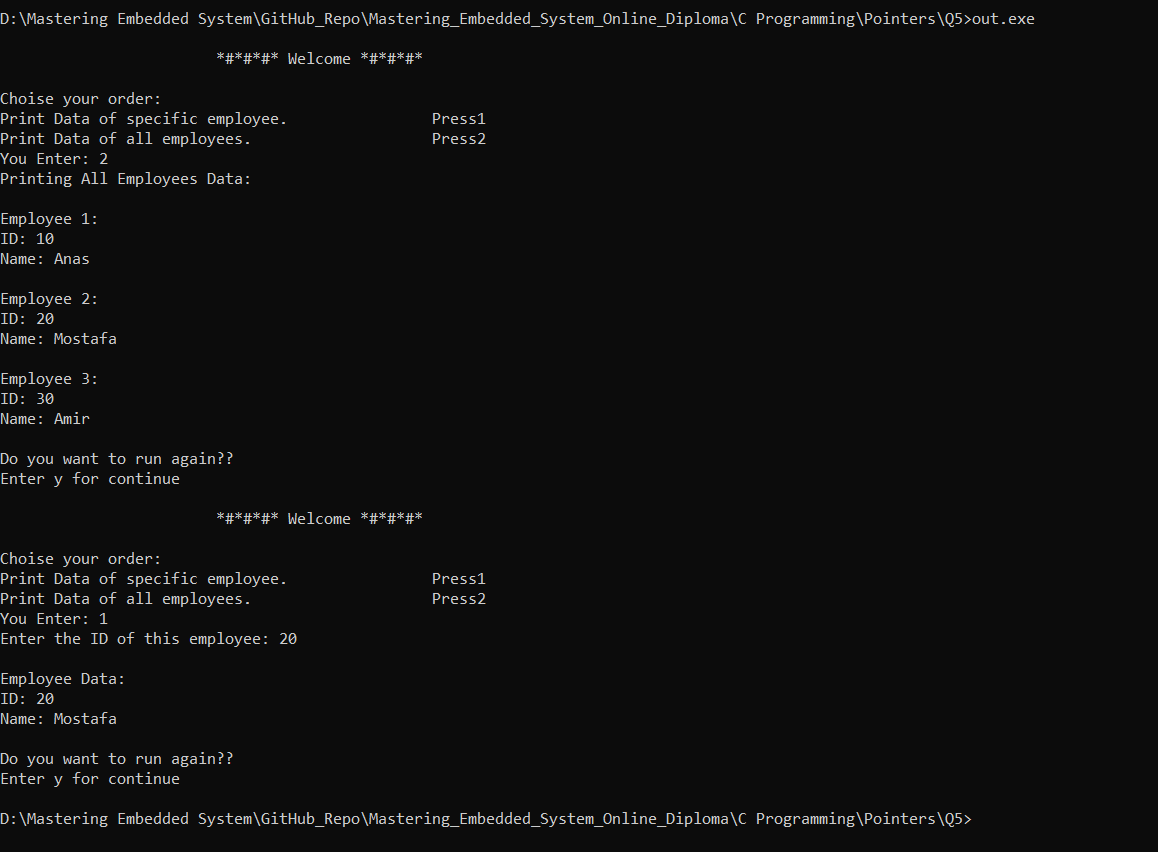 D:\Mastering Embedded System\GitHub_Repo\Mastering_Embedded_System_Online_Diploma\C Programming\Pointers\Q5>out.exe
*#*#*#* Welcome *#*#*#*
Choise your order:
Print Data of specific employee. Press1
Print Data of all employees. Press2
You Enter: 2
Printing All Employees Data:
Employee 1:
ID: 10
Name: Anas
Employee 2:
ID: 20
Name: Mostafa
Employee 3:
ID: 30
Name: Amir
Do you want to run again??
Enter y for continue
*#*#*#* Welcome *#*#*#*
Choise your order:
Print Data of specific employee. Press1
Print Data of all employees. Press2
You Enter: 1
Enter the ID of this employee: 20
Employee Data:
ID: 20
Name: Mostafa
Do you want to run again??
Enter y for continue
D:\Mastering Embedded System\GitHub_Repo\Mastering_Embedded_System_Online_Diploma\C Programming\Pointers\Q5>